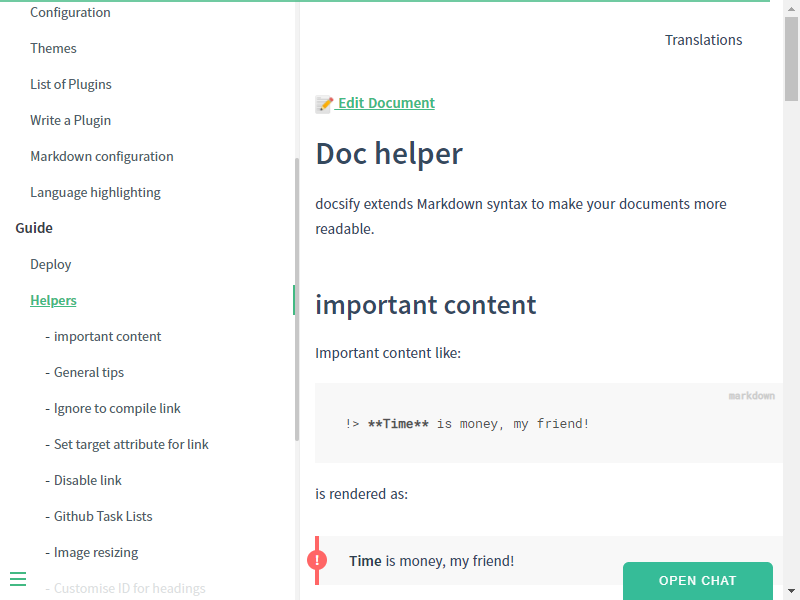 Configuration
Themes
List of Plugins
Write a Plugin
Markdown configuration
Language highlighting
Guide
Deploy
Helpers
- important content
- General tips
- Ignore to compile link
- Set target attribute for link
- Disable link
- Github Task Lists
- Image resizing
- Customise ID for headings
Translations
Edit Document
Doc helper
docsify extends Markdown syntax to make your documents more
readable.
important content
Important content like:
markdown
!> **Time** is money, my friend!
is rendered as:
!
Time is money, my friend!
OPEN CHAT